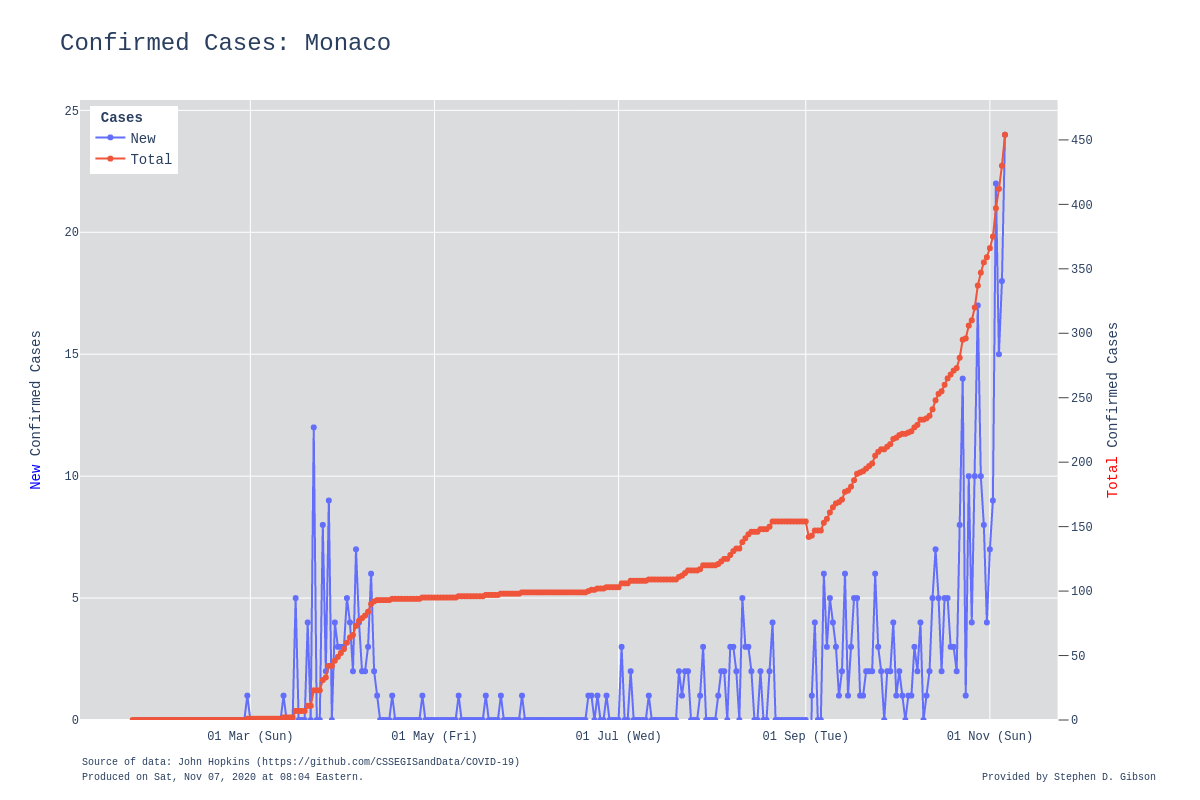 Confirmed Cases: Monaco
Cases
New
Total
25
20
15
10
5
0
450
400
350
300
250
200
150
100
50
0
New Confirmed Cases
Total Confirmed Cases
01 Mar (Sun)
01 May (Fri)
01 Jul (Wed)
01 Sep (Tue)
01 Nov (Sun)
Source of data: John Hopkins (https://github.com/CSSEGISandData/COVID-19)
Produced on Sat, Nov 07, 2020 at 08:04 Eastern.
Provided by Stephen D. Gibson